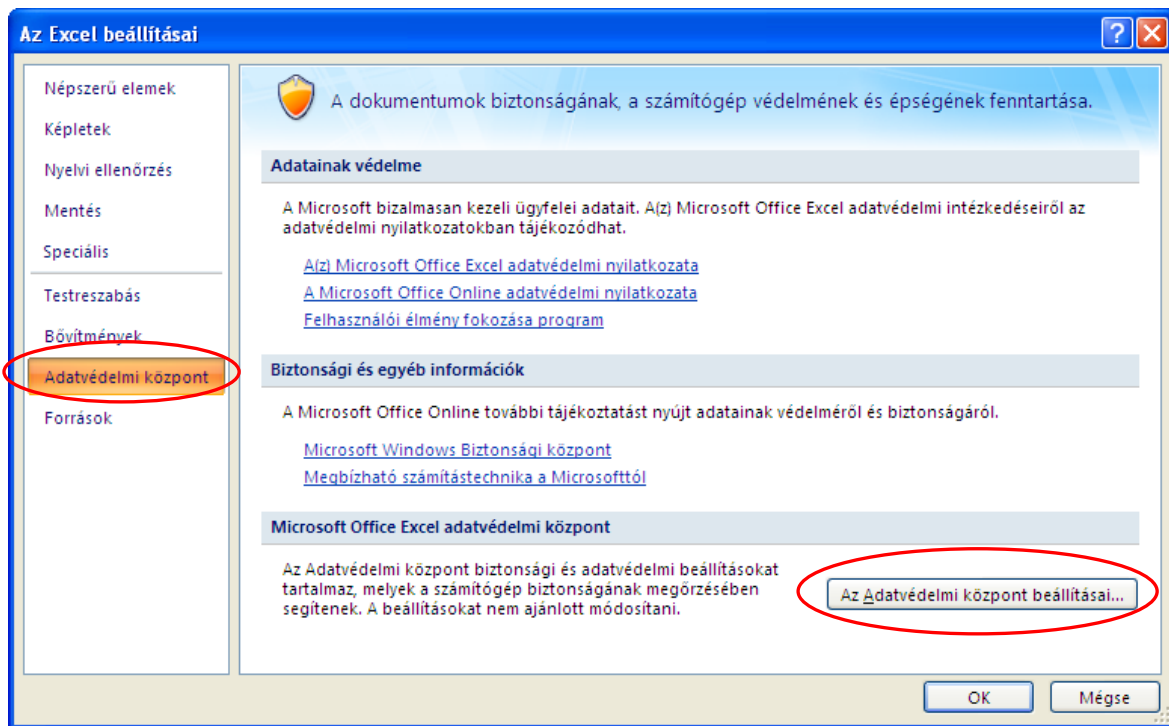 Az Excel beállításai
Népszerű elemek
Képletek
Nyelvi ellenőrzés
Mentés
Speciális
Testreszabás
Bővítmények
Adatvédelmi központ
Források
A dokumentumok biztonságának, a számítógép védelmének és épségének fenntartása.
Adatainak védelme
A Microsoft bizalmasan kezeli ügyfelei adatait. A(z) Microsoft Office Excel adatvédelmi intézkedéseiről az
adatvédelmi nyilatkozatokban tájékozódhat.
A(z) Microsoft Office Excel adatvédelmi nyilatkozata
A Microsoft Office Online adatvédelmi nyilatkozata
Felhasználói élmény fokozása program
Biztonsági és egyéb információk
A Microsoft Office Online további tájékoztatást nyújt adatainak védelméről és biztonságáról.
Microsoft Windows Biztonsági központ
Megbízható számítástechnika a Microsofttól
Microsoft Office Excel adatvédelmi központ
Az Adatvédelmi központ biztonsági és adatvédelmi beállításokat
tartalmaz, melyek a számítógép biztonságának megőrzésében
segítenek. A beállításokat nem ajánlott módosítani.
Az Adatvédelmi központ beállításai...
OK
Mégse